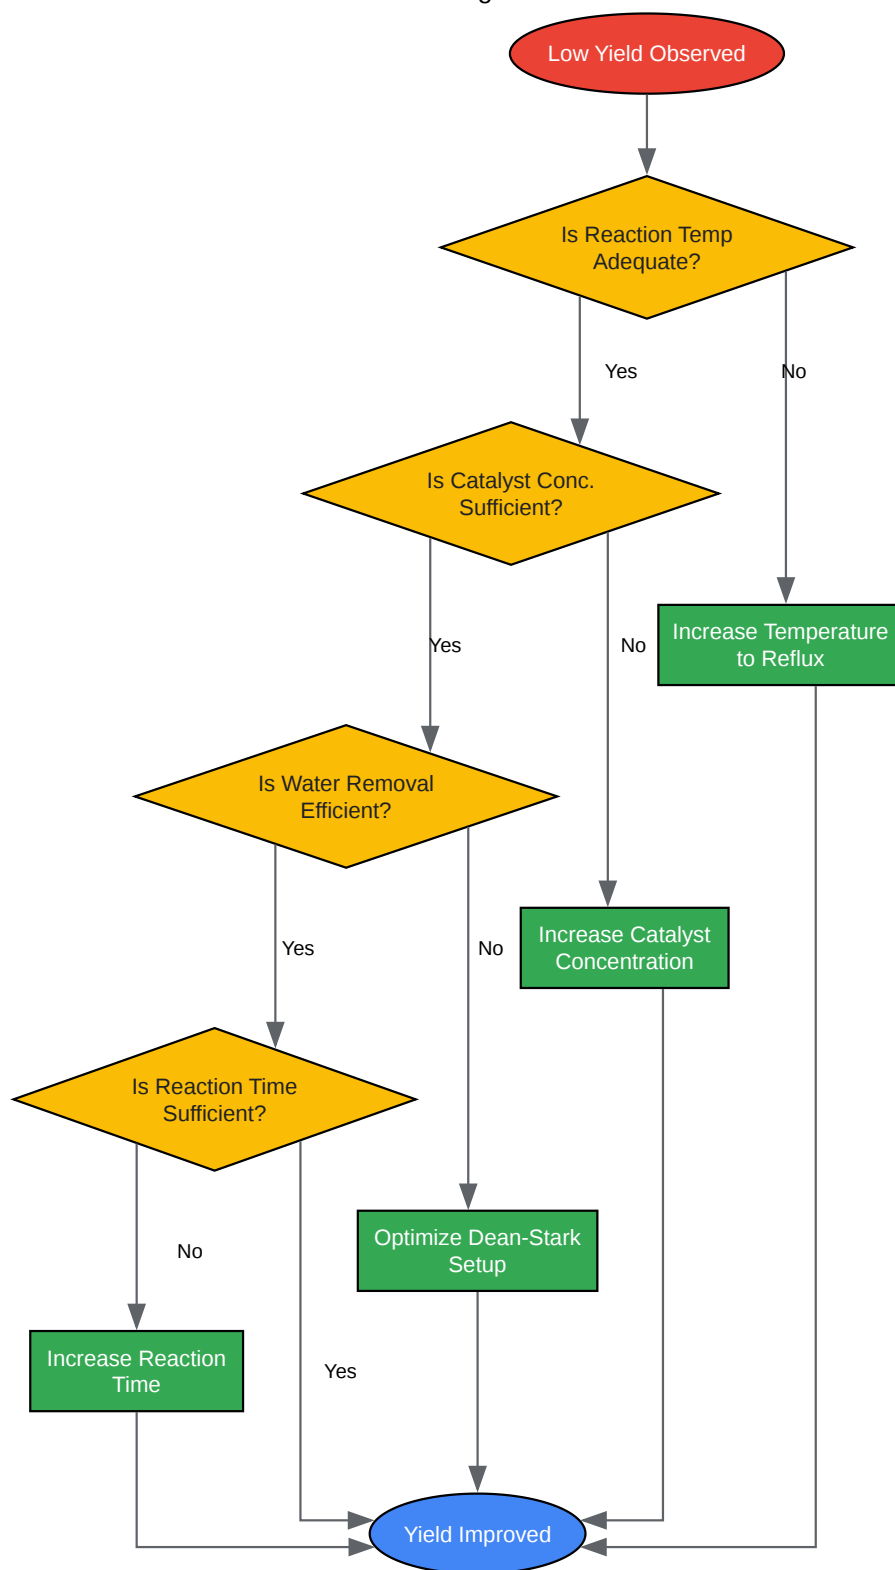 Low Yield Observed
Is Reaction Temp
Adequate?
Yes
No
Is Catalyst Conc.
Sufficient?
Increase Temperature
to Reflux
Yes
No
Is Water Removal
Efficient?
Increase Catalyst
Concentration
Yes
No
Is Reaction Time
Sufficient?
Optimize Dean-Stark
Setup
No
Increase Reaction
Time
Yes
Yield Improved